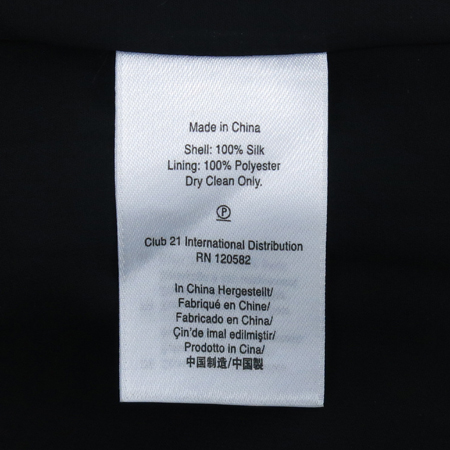 Made in China
Shell: 100% Silk
Lining: 100% Polyester
Dry Clean Only.
P
Club 21 International Distribution
RN 120582
In China Hergestellt/
Fabriqué en Chine/
Fabricado en China/
Çin'de imal edilmiştir/
Prodotto in Cina/
中国制造/中国製